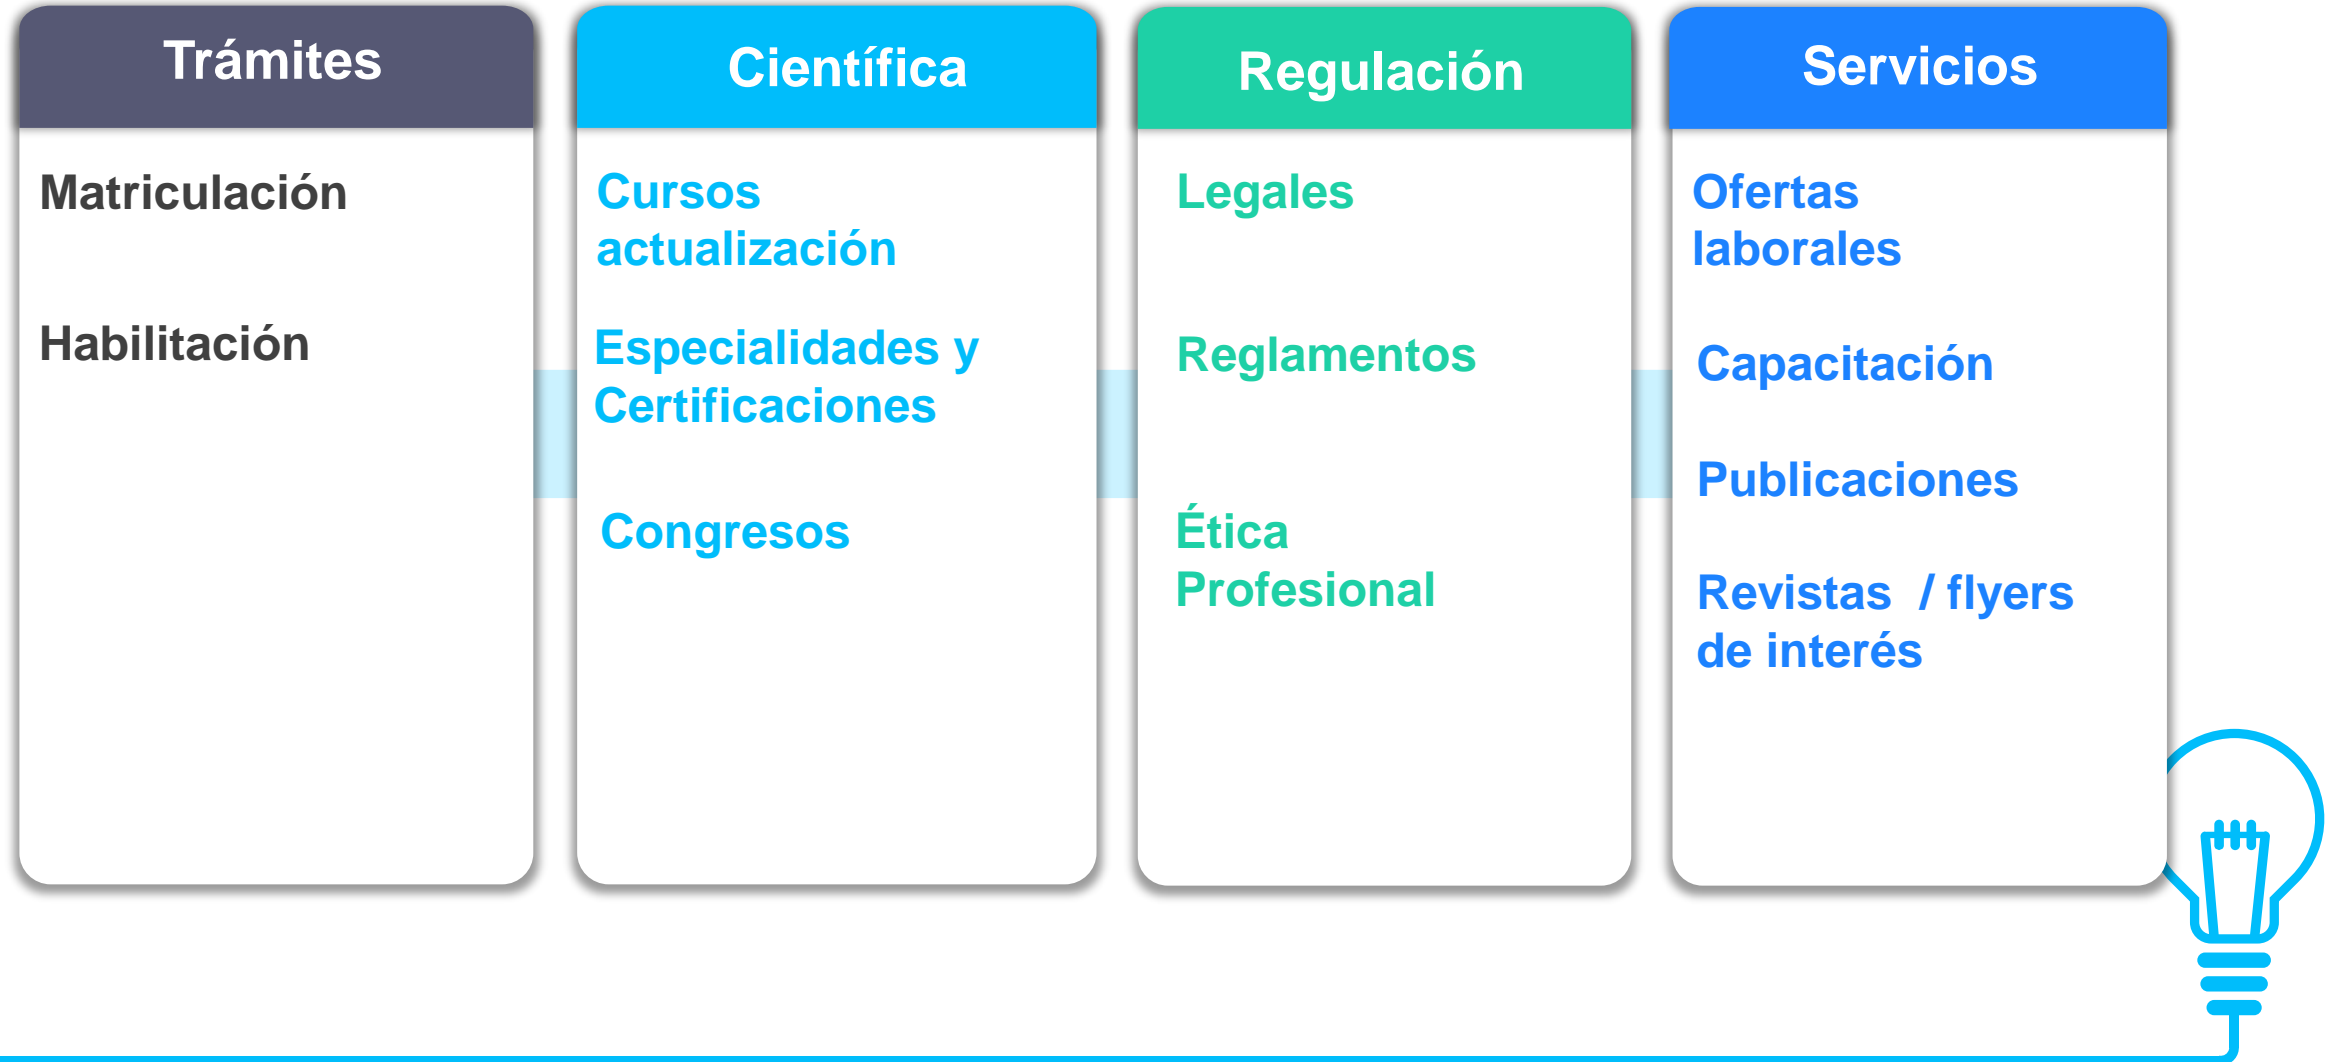 Trámites
Matriculación
Habilitación
Científica
Cursos
actualización
Especialidades y
Certificaciones
Congresos
Regulación
Legales
Reglamentos
Ética
Profesional
Servicios
Ofertas
laborales
Capacitación
Publicaciones
Revistas / flyers
de interés